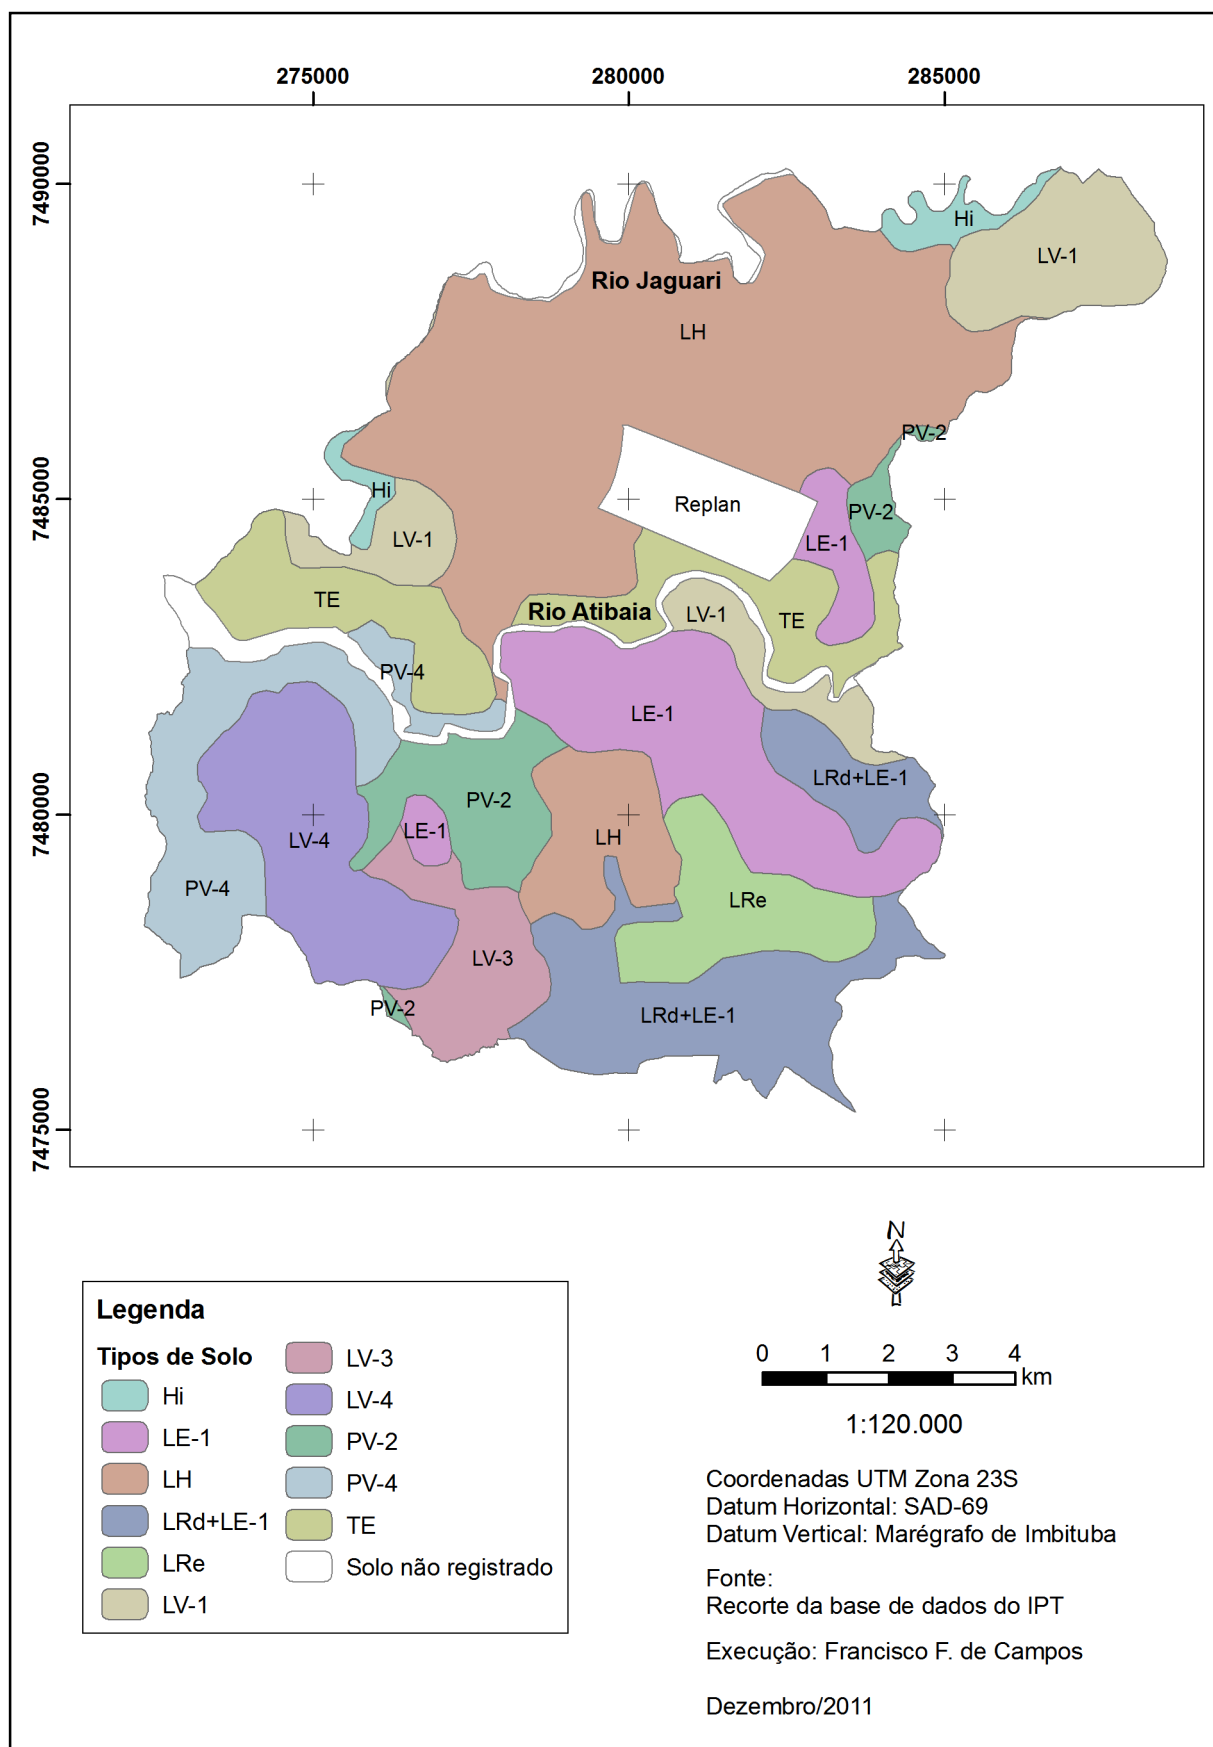 275000
280000
285000
7490000
Hi
LV-1
Rio Jaguari
LH
PV-2
7485000
Hi
Replan
PV-2
LV-1
LE-1
TE
Rio Atibaia
LV-1
TE
PV-4
LE-1
LRd+LE-1
7480000
PV-2
LE-1
LV-4
LH
PV-4
LRe
LV-3
PV-2
LRd+LE-1
7475000
N
Legenda
Tipos de Solo
Hi
LE-1
LH
LRd+LE-1
LRe
LV-1
LV-3
LV-4
PV-2
PV-4
TE
Solo não registrado
0 1 2 3 4
km
1:120.000
Coordenadas UTM Zona 23S
Datum Horizontal: SAD-69
Datum Vertical: Marégrafo de Imbituba
Fonte:
Recorte da base de dados do IPT
Execução: Francisco F. de Campos
Dezembro/2011